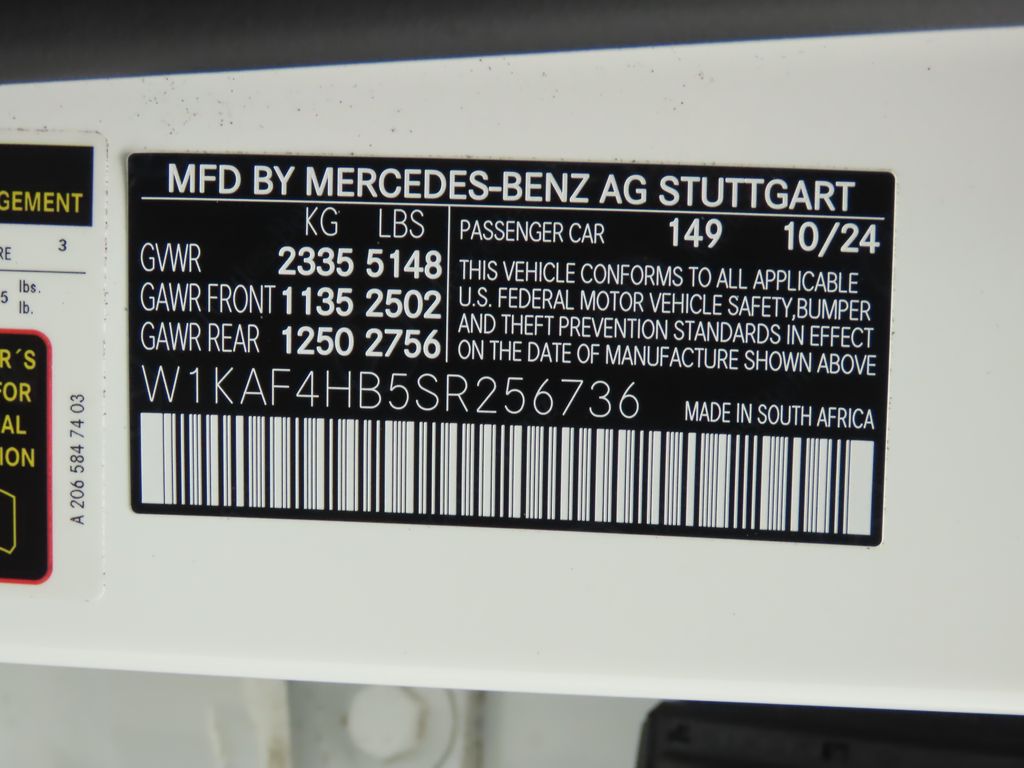 MFD BY MERCEDES-BENZ AG STUTTGART
KG LBS
GVWR 2335 5148
GAWR FRONT 1135 2502
GAWR REAR 1250 2756
PASSENGER CAR 149 10/24
THIS VEHICLE CONFORMS TO ALL APPLICABLE
U.S. FEDERAL MOTOR VEHICLE SAFETY,BUMPER
AND THEFT PREVENTION STANDARDS IN EFFECT
ON THE DATE OF MANUFACTURE SHOWN ABOVE
W1KAF4HB5SR256736
MADE IN SOUTH AFRICA
GEMENT
RE 3
5 lbs.
lb.
R´S
FOR
AL
ION
A 206 584 74 03